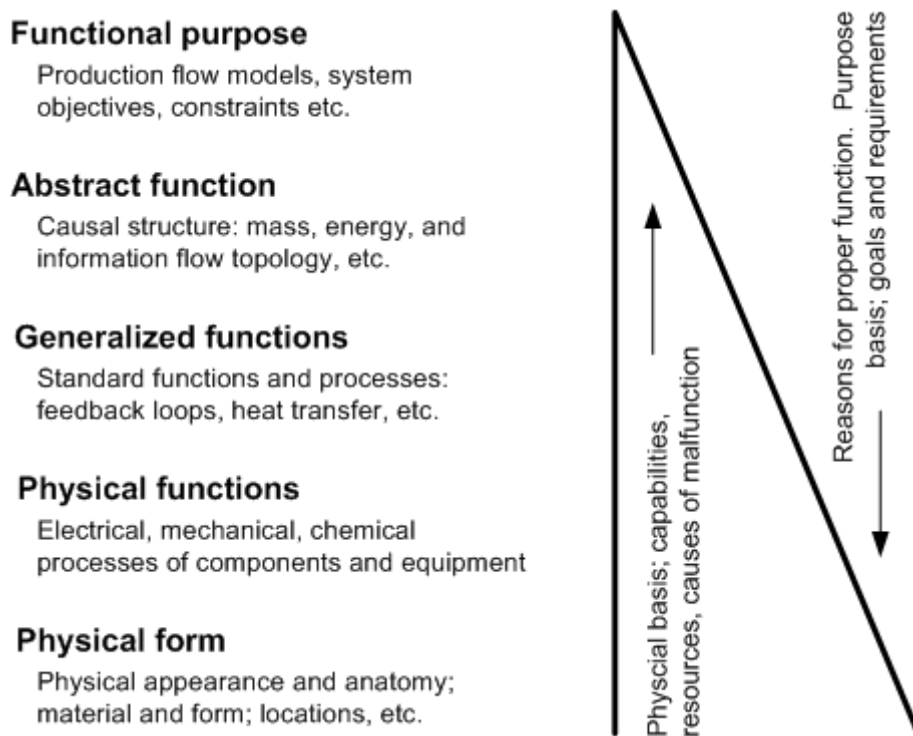 Functional purpose
Production flow models, system
objectives, constraints etc.
Abstract function
Causal structure: mass, energy, and
information flow topology, etc.
Generalized functions
Standard functions and processes:
feedback loops, heat transfer, etc.
Physical functions
Electrical, mechanical, chemical
processes of components and equipment
Physical form
Physical appearance and anatomy;
material and form; locations, etc.
Physcial basis; capabilities,
resources, causes of malfunction
Reasons for proper function. Purpose
basis; goals and requirements